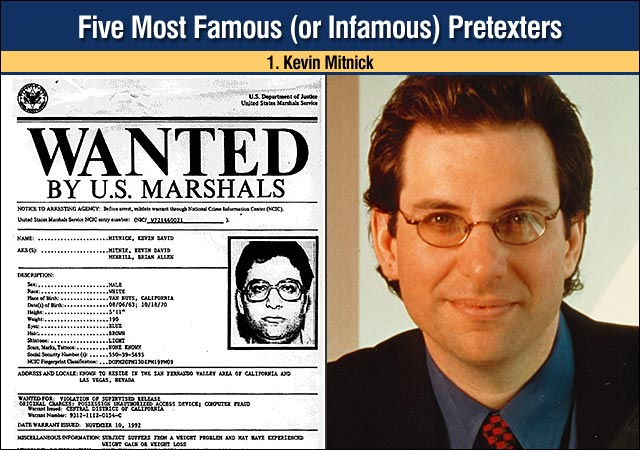 Five Most Famous (or Infamous) Pretexters
1. Kevin Mitnick
U.S. Department of Justice
United States Marshals Service
WANTED
BY U.S. MARSHALS
NOTICE TO ARRESTING AGENCY: Before arrest, validate warrant through National Crime Information Center (NCIC).
United States Marshals Service NCIC entry number: (NIC/ W721460021 ).
NAME: MITNICK, KEVIN DAVID
AKS(S): MITNIK, KEVIN DAVID
MERRILL, BRIAN ALLEN
DESCRIPTION:
Sex: MALE
Race: WHITE
Place of Birth: VAN NUYS, CALIFORNIA
Date(s) of Birth: 08/06/63; 10/18/70
Height: 5'11"
Weight: 190
Eyes: BLUE
Hair: BROWN
Skintone: LIGHT
Scars, Marks, Tattoos: NONE KNOWN
Social Security Number (s):
NCIC Fingerprint Classification:
ADDRESS AND LOCALE: KNOWN TO RESIDE IN THE SAN FERNANDO VALLEY AREA OF CALIFORNIA AND
LAS VEGAS, NEVADA
WANTED FOR: VIOLATION OF SUPERVISED RELEASE
ORIGINAL CHARGES: POSSESSION UNAUTHORIZED ACCESS DEVICE; COMPUTER FRAUD
Warrant Issued: CENTRAL DISTRICT OF CALIFORNIA
Warrant Number: 9312-1112-0154-C
DATE WARRANT ISSUED: NOVEMBER 10, 1992
MISCELLANEOUS INFORMATION: SUBJECT SUFFERS FROM A WEIGHT PROBLEM AND MAY HAVE EXPERIENCED
WEIGHT GAIN OR WEIGHT LOSS